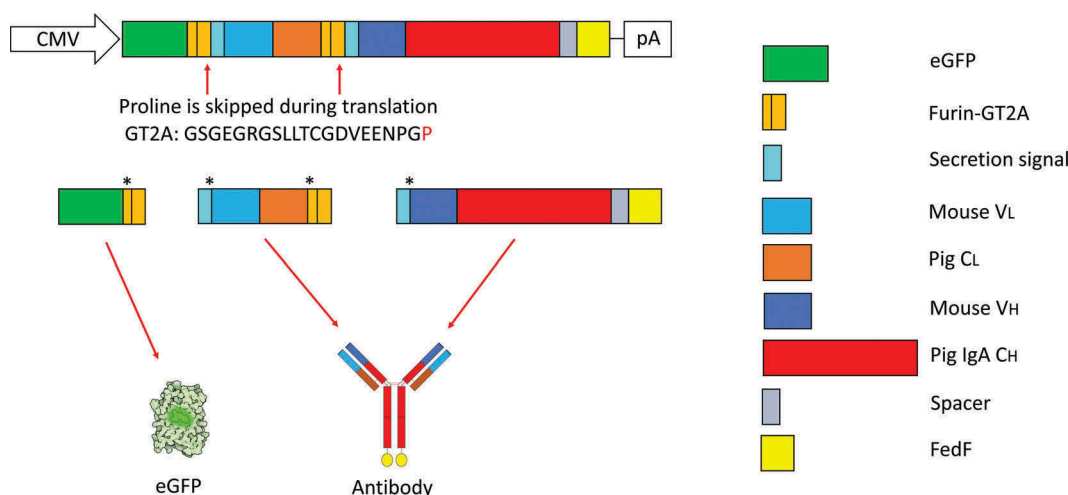 CMV
pA
Proline is skipped during translation
GT2A: GSGEGRGSLLTCGDVEENPGP
*
* *
*
eGFP
Antibody
eGFP
Furin-GT2A
Secretion signal
Mouse VL
Pig CL
Mouse VH
Pig IgA CH
Spacer
FedF